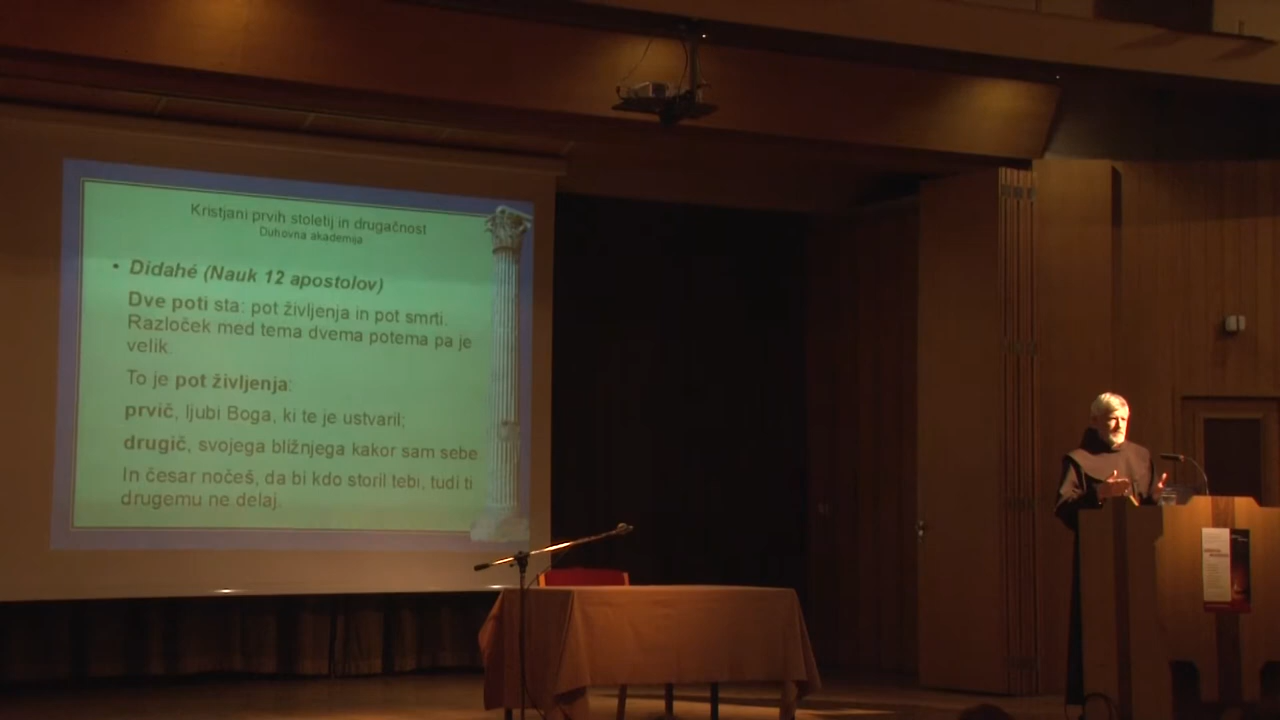 Kristjani prvih stoletij in drugačnost
Duhovna akademija
• Didahé (Nauk 12 apostolov)
Dve poti sta: pot življenja in pot smrti.
Razloček med tema dvema potema pa je
velik.
To je pot življenja:
prvič, ljubi Boga, ki te je ustvaril;
drugič, svojega bližnjega kakor sam sebe
In česar nočeš, da bi kdo storil tebi, tudi ti
drugemu ne delaj.